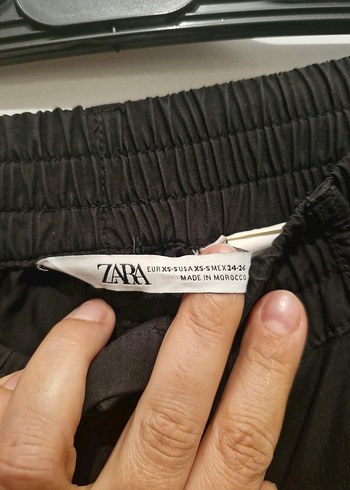 ZARA
EUR XS-S USA XS-S MEX 24-26
MADE IN MOROCCO